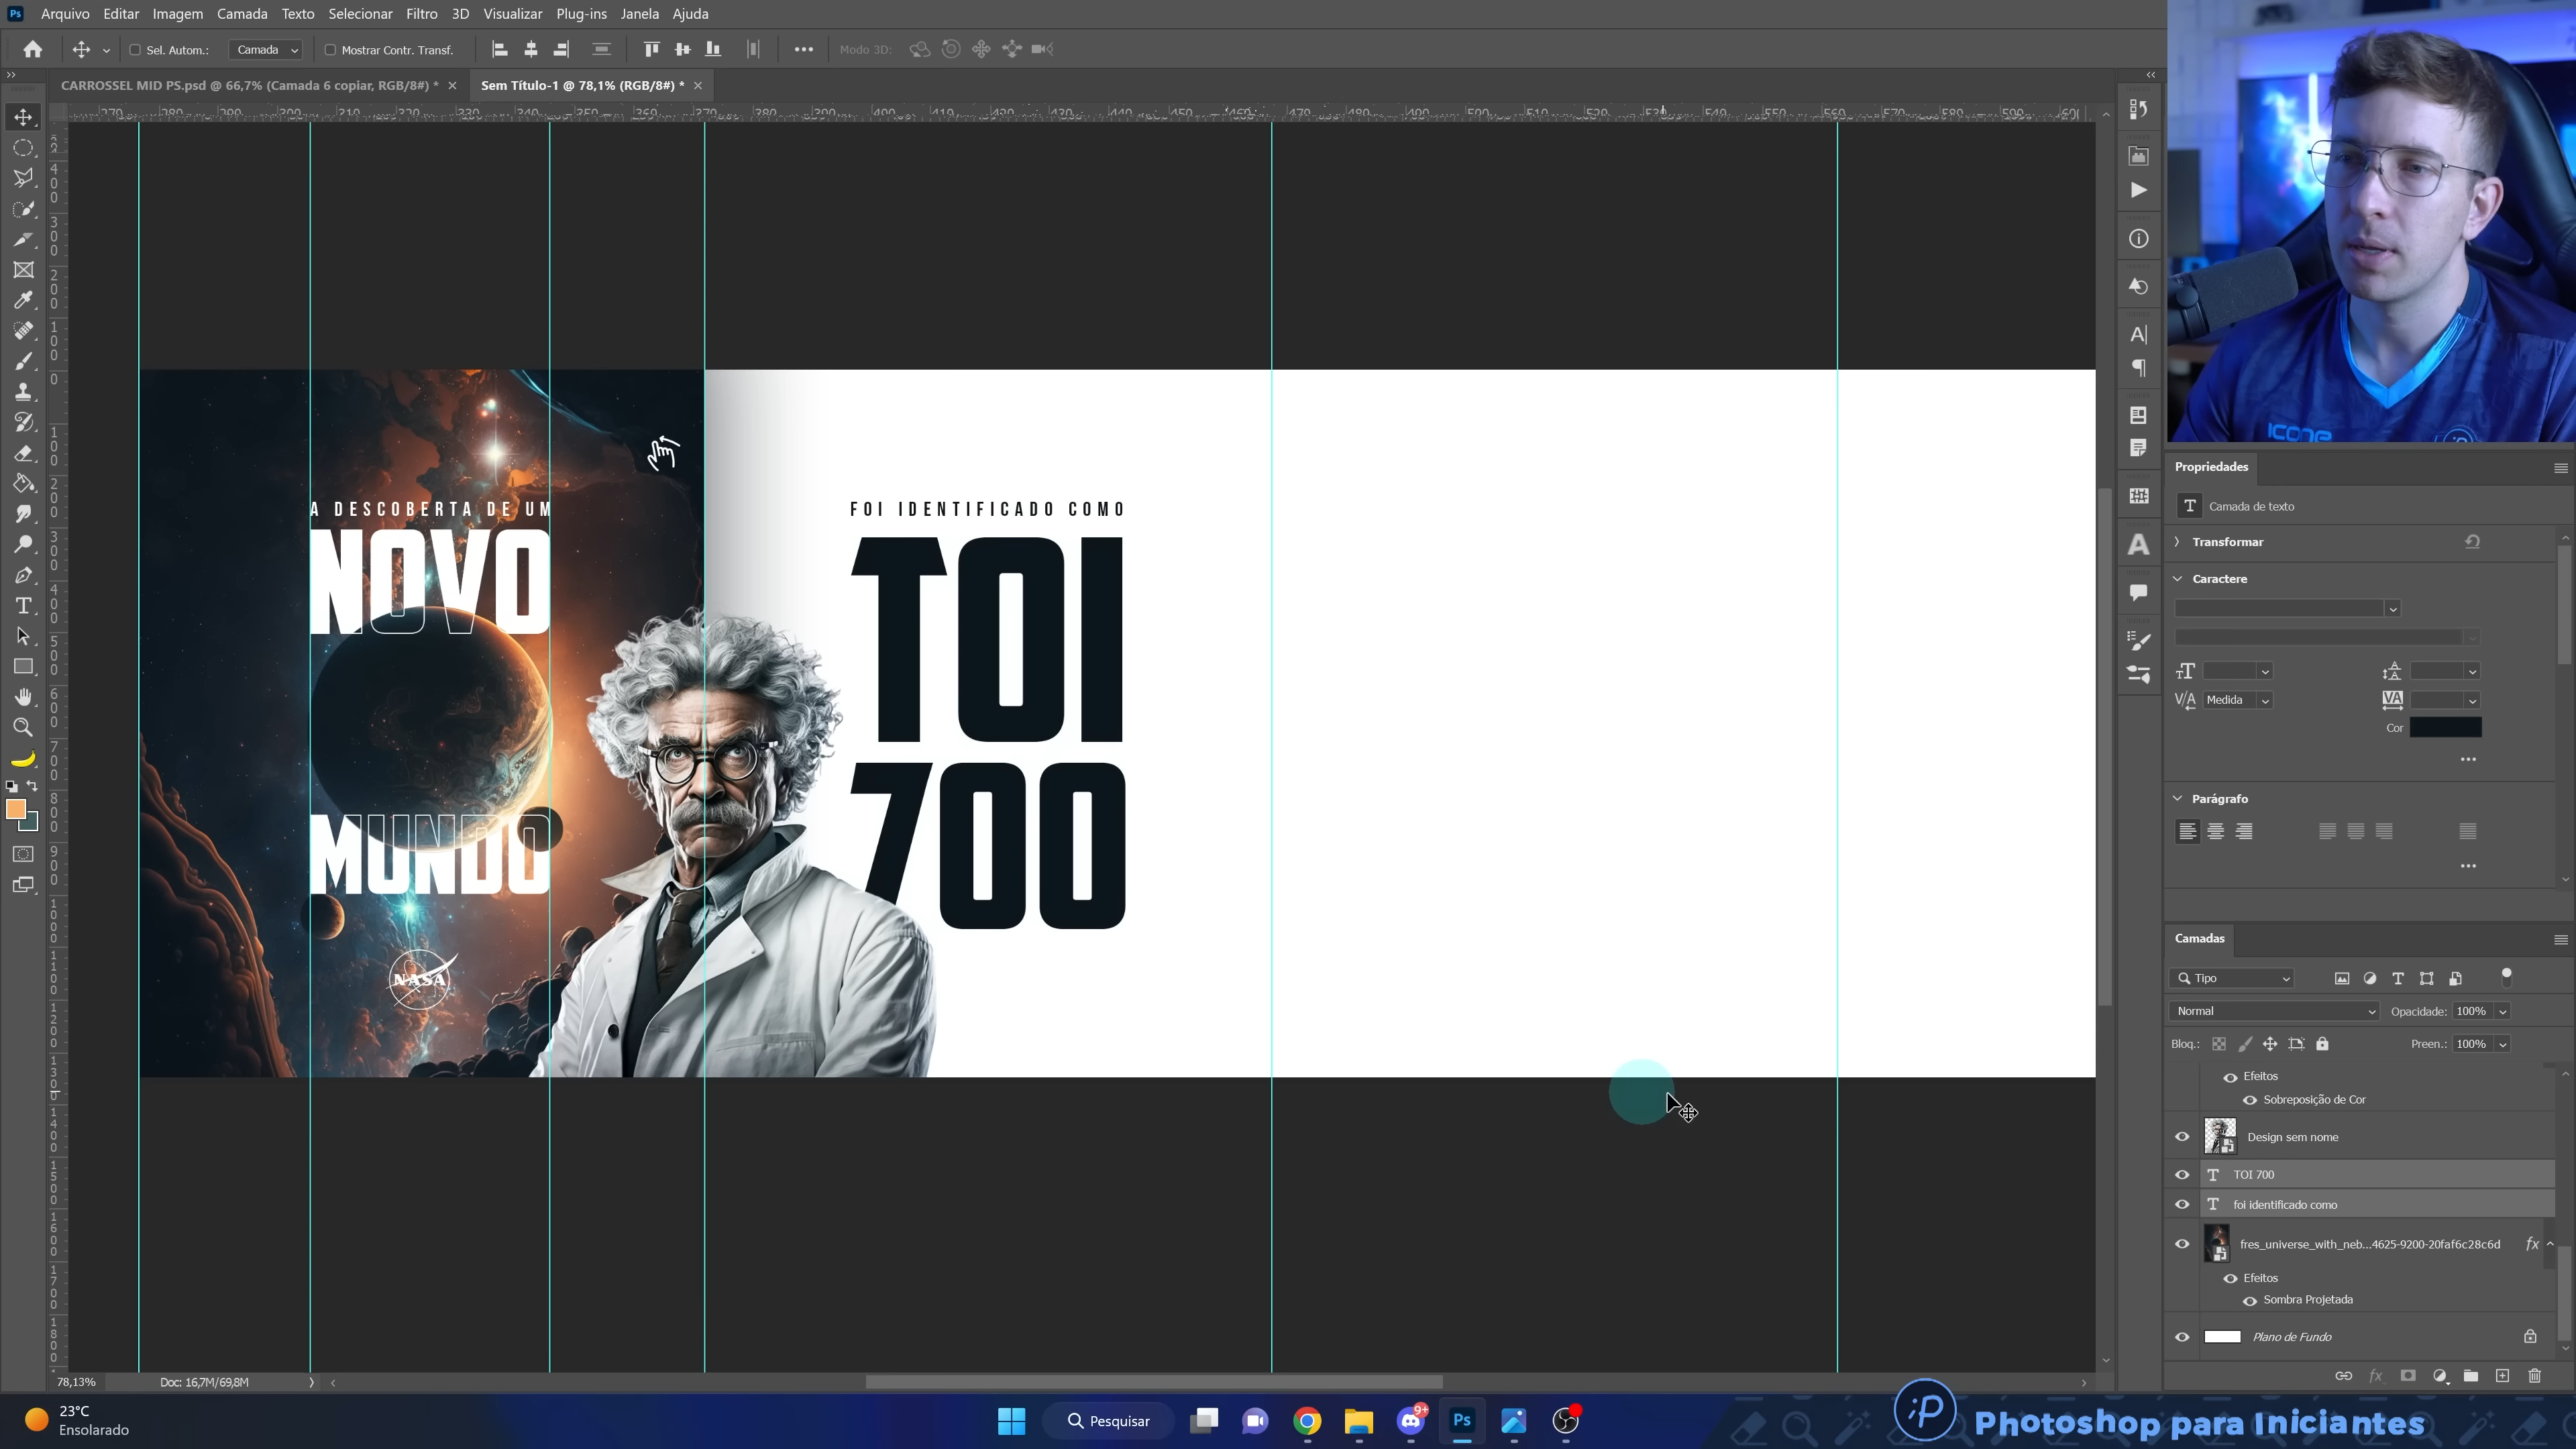 Ps Arquivo Editar Imagem Camada Texto Selecionar Filtro 3D Visualizar Plug-ins Janela Ajuda
Sel. Autom.: Camada Mostrar Contr. Transf. Modo 3D:
CARROSSEL MID PS.psd @ 66,7% (Camada 6 copiar, RGB/8#) *
Sem Título-1 @ 78,1% (RGB/8#) *
A DESCOBERTA DE UM
NOVO
MUNDO
NASA
FOI IDENTIFICADO COMO
TOI
700
Propriedades
T Camada de texto
Transformar
Caractere
Medida
Cor
Parágrafo
Camadas
Tipo
Normal Opacidade: 100%
Bloq.: Preen.: 100%
Efeitos
Sobreposição de Cor
Design sem nome
TOI 700
foi identificado como
fres_universe_with_neb...4625-9200-20faf6c28c6d fx
Efeitos
Sombra Projetada
Plano de Fundo
78,13% Doc: 16,7M/69,8M
23°C
Ensolarado
Pesquisar
9+
Ps
iP Photoshop para Iniciantes